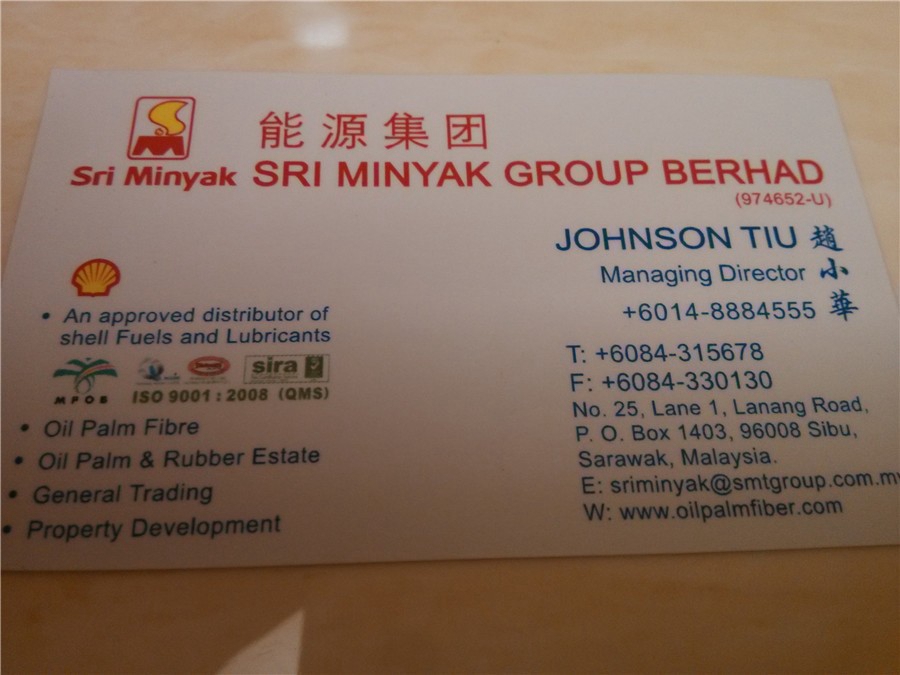 能源集团
Sri Minyak SRI MINYAK GROUP BERHAD
(974652-U)
JOHNSON TIU 趙小華
Managing Director
+6014-8884555
• An approved distributor of
shell Fuels and Lubricants
sira
MPOB ISO 9001 : 2008 (QMS)
• Oil Palm Fibre
• Oil Palm & Rubber Estate
• General Trading
• Property Development
T: +6084-315678
F: +6084-330130
No. 25, Lane 1, Lanang Road,
P. O. Box 1403, 96008 Sibu,
Sarawak, Malaysia.
E: sriminyak@smtgroup.com.my
W: www.oilpalmfiber.com